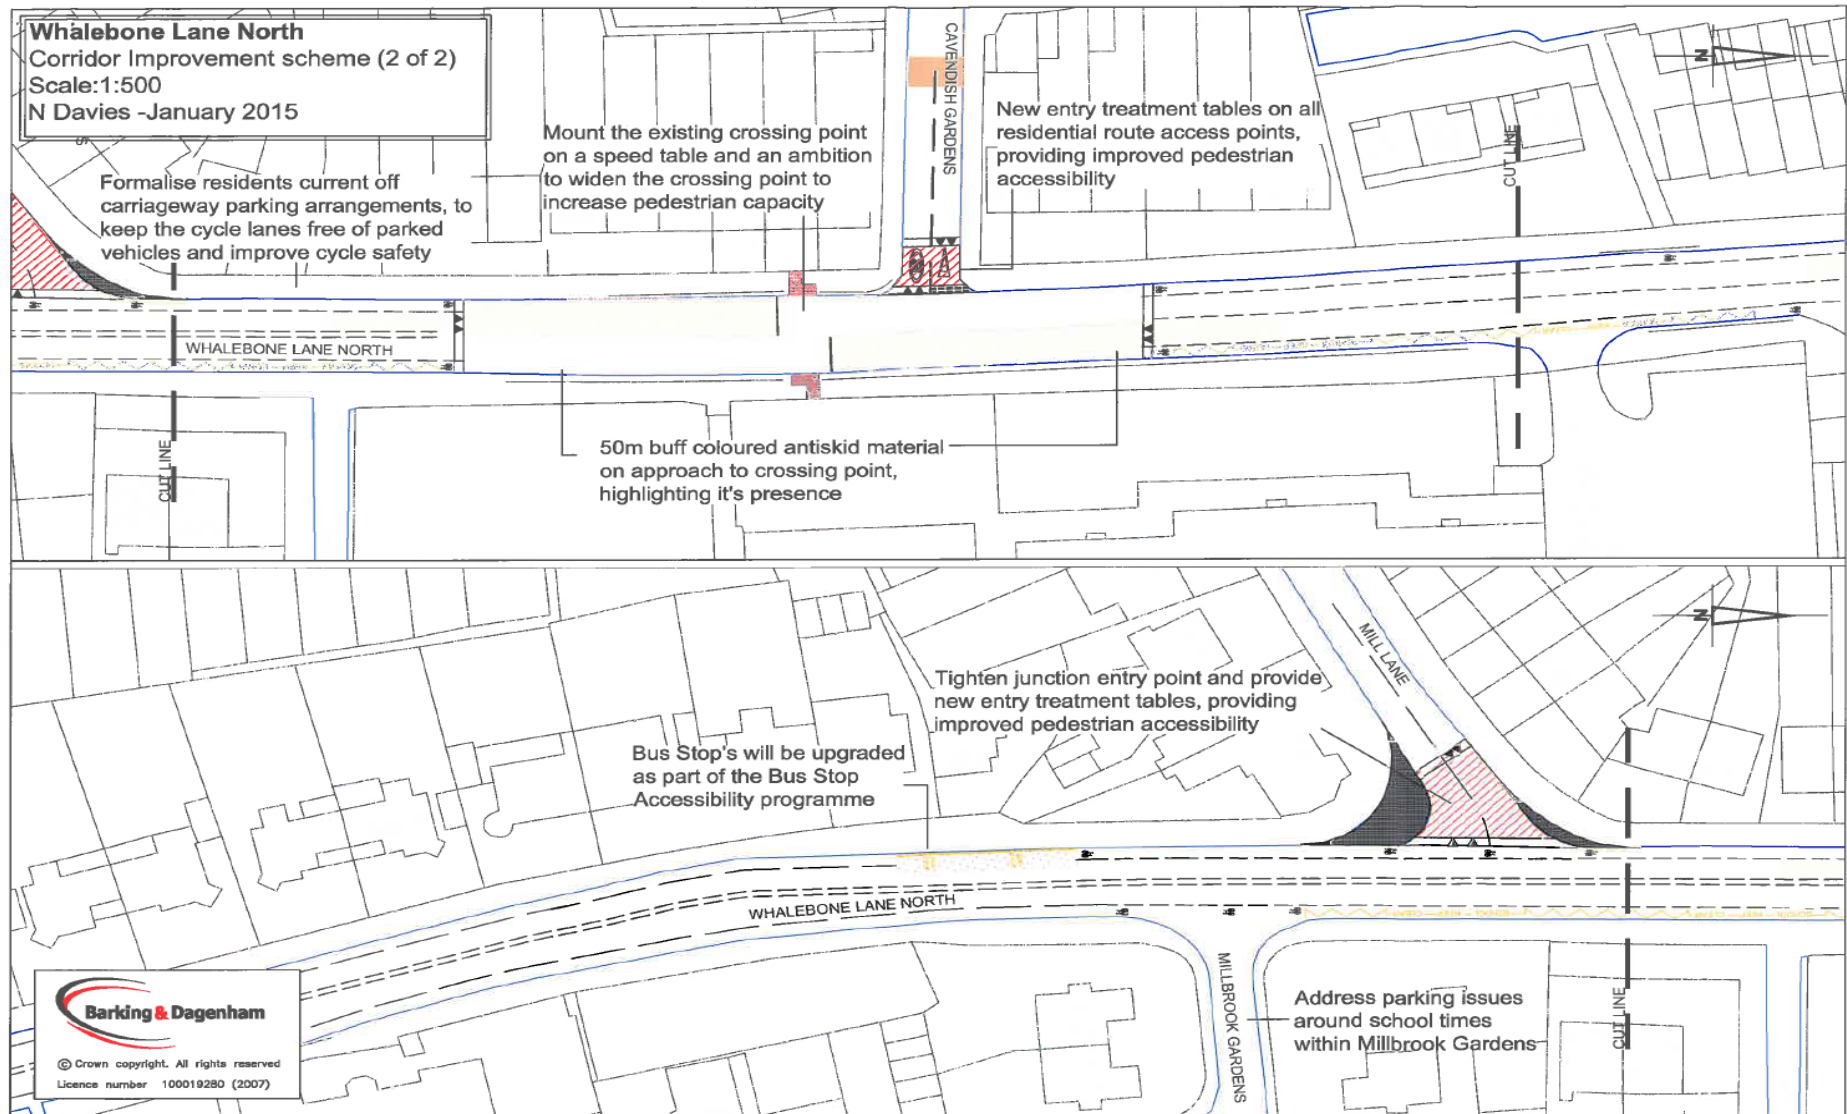 Whalebone Lane North
Corridor Improvement scheme (2 of 2)
Scale:1:500
N Davies -January 2015
Formalise residents current off
carriageway parking arrangements, to
keep the cycle lanes free of parked
vehicles and improve cycle safety
Mount the existing crossing point
on a speed table and an ambition
to widen the crossing point to
increase pedestrian capacity
CAVENDISH GARDENS
New entry treatment tables on all
residential route access points,
providing improved pedestrian
accessibility
N
CUT LINE
WHALEBONE LANE NORTH
CUT LINE
50m buff coloured antiskid material
on approach to crossing point,
highlighting it's presence
N
MILL LANE
Tighten junction entry point and provide
new entry treatment tables, providing
improved pedestrian accessibility
Bus Stop's will be upgraded
as part of the Bus Stop
Accessibility programme
WHALEBONE LANE NORTH
MILLBROOK GARDENS
Address parking issues
around school times
within Millbrook Gardens
CUT LINE
Barking & Dagenham
© Crown copyright. All rights reserved
Licence number 100019280 (2007)